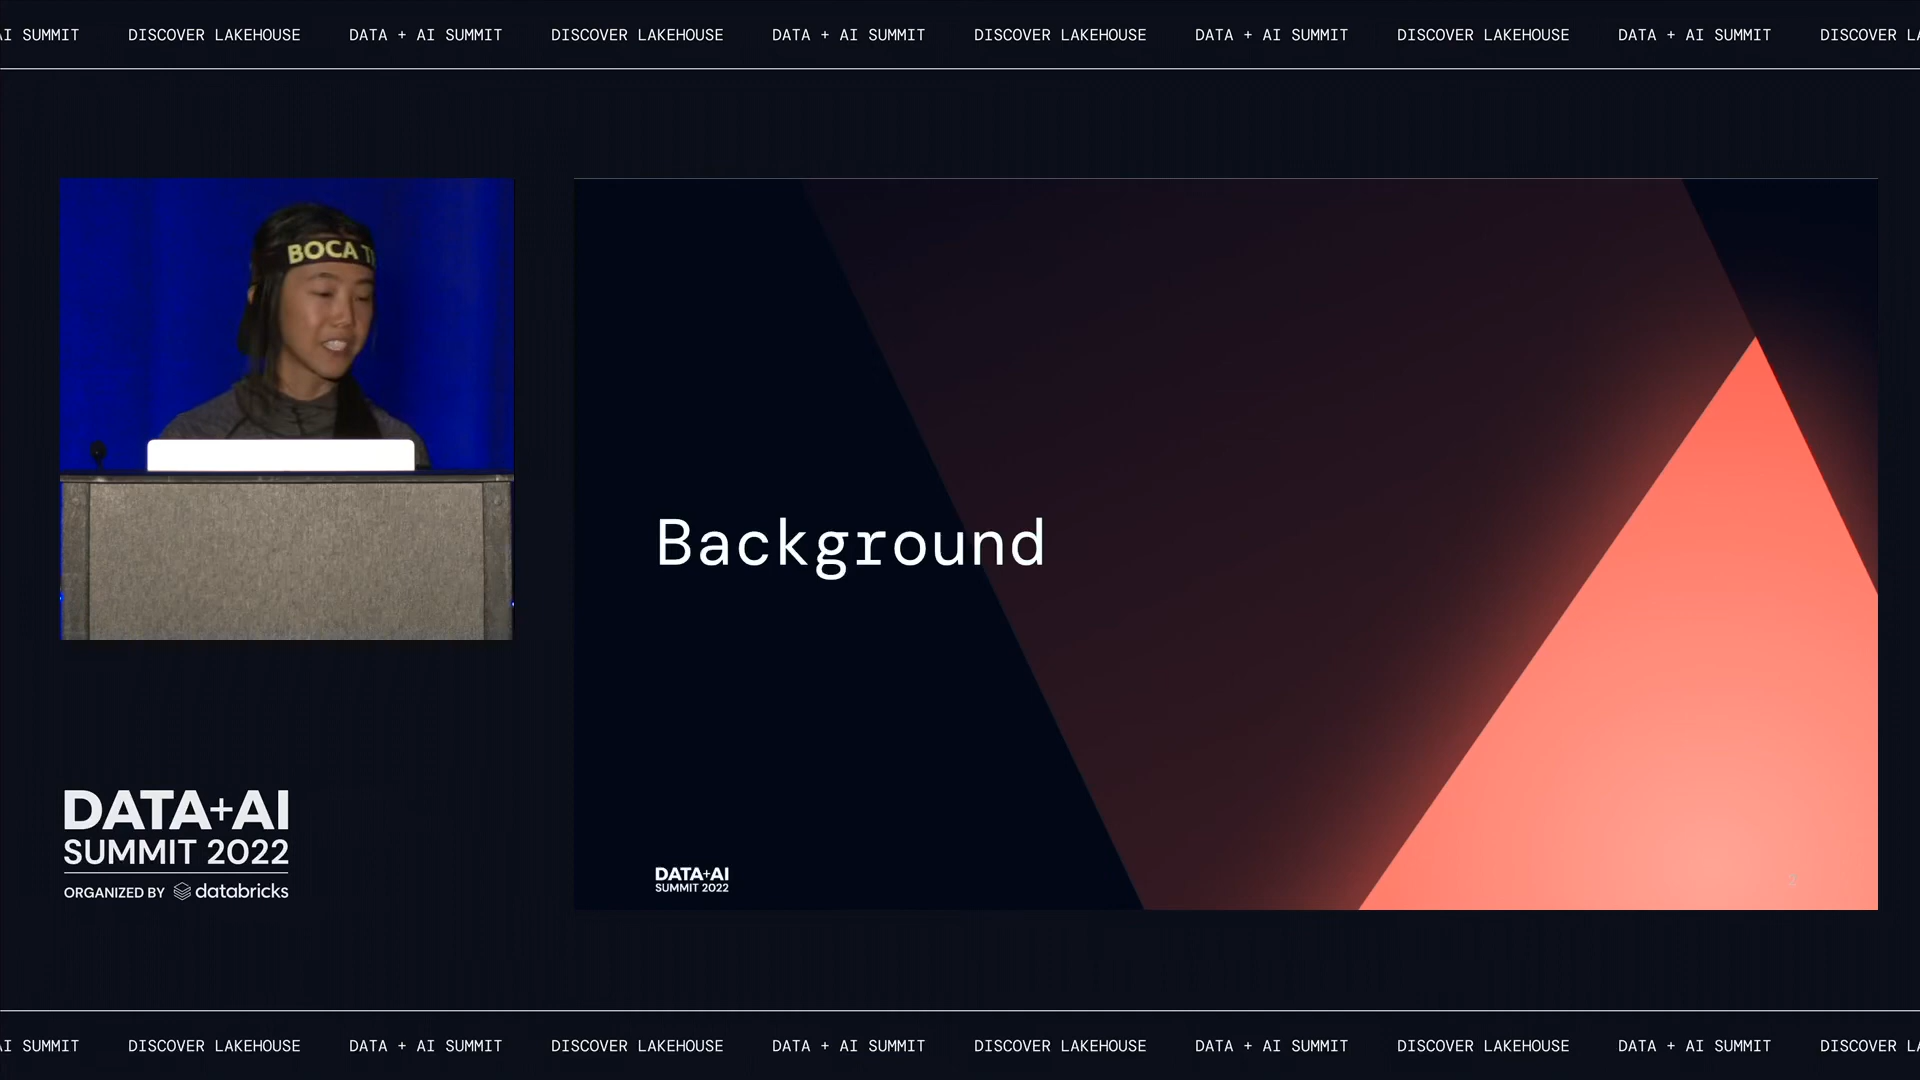 AI SUMMIT DISCOVER LAKEHOUSE DATA + AI SUMMIT DISCOVER LAKEHOUSE DATA + AI SUMMIT DISCOVER LAKEHOUSE DATA + AI SUMMIT DISCOVER LAKEHOUSE DATA + AI SUMMIT DISCOVER LA
BOCA
Background
DATA+AI
SUMMIT 2022
ORGANIZED BY databricks
DATA+AI
SUMMIT 2022
2
AI SUMMIT DISCOVER LAKEHOUSE DATA + AI SUMMIT DISCOVER LAKEHOUSE DATA + AI SUMMIT DISCOVER LAKEHOUSE DATA + AI SUMMIT DISCOVER LAKEHOUSE DATA + AI SUMMIT DISCOVER LA